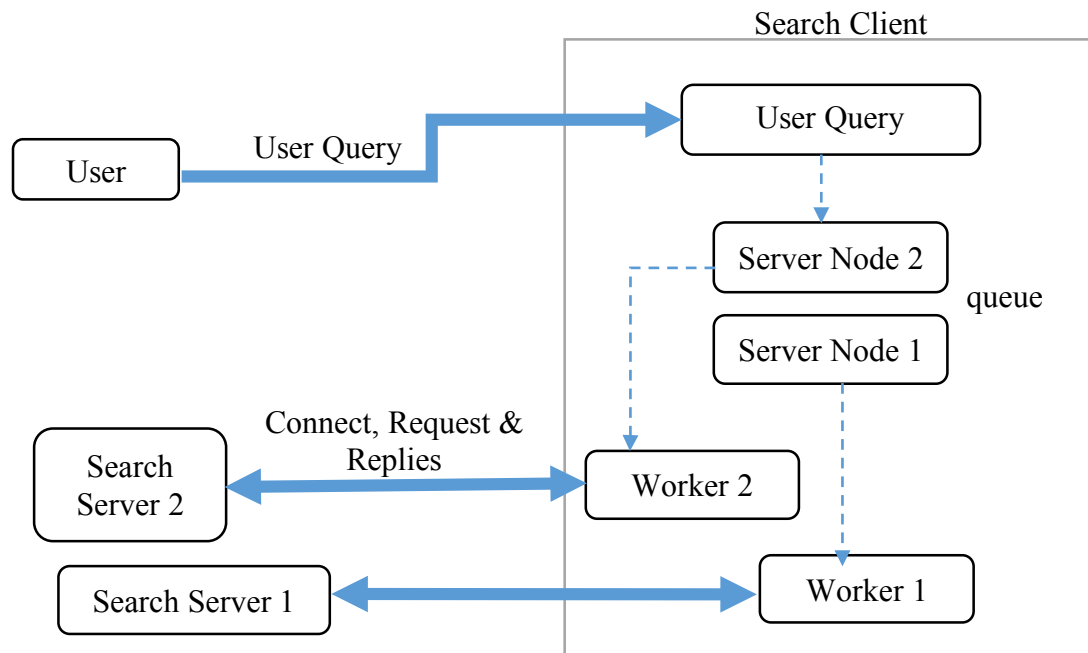 Search Client
User Query
User Query
User
Server Node 2
queue
Server Node 1
Connect, Request &
Replies
Search
Server 2
Worker 2
Search Server 1
Worker 1